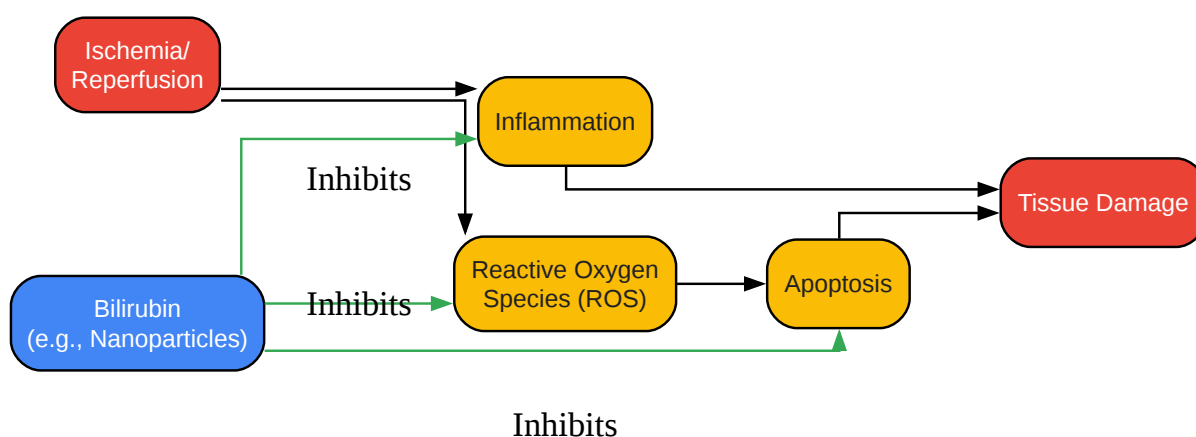 Ischemia/
Reperfusion
Inflammation
Inhibits
Tissue Damage
Reactive Oxygen
Species (ROS)
Apoptosis
Bilirubin
(e.g., Nanoparticles)
Inhibits
Inhibits